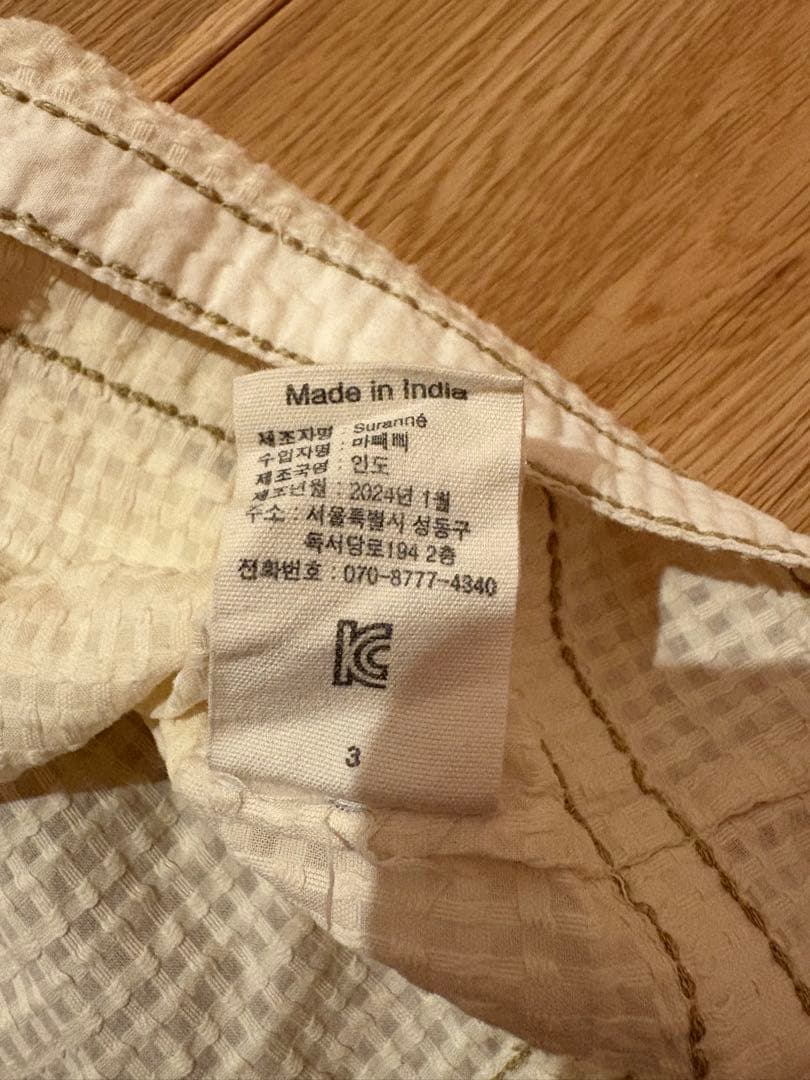 Made in India
제조자명 : Suranné
수입자명 : 마빼삐
제조국명 : 인도
제조년월 : 2024년 1월
주소 : 서울특별시 성동구
독서당로194 2층
전화번호 : 070-8777-4340
KC
3